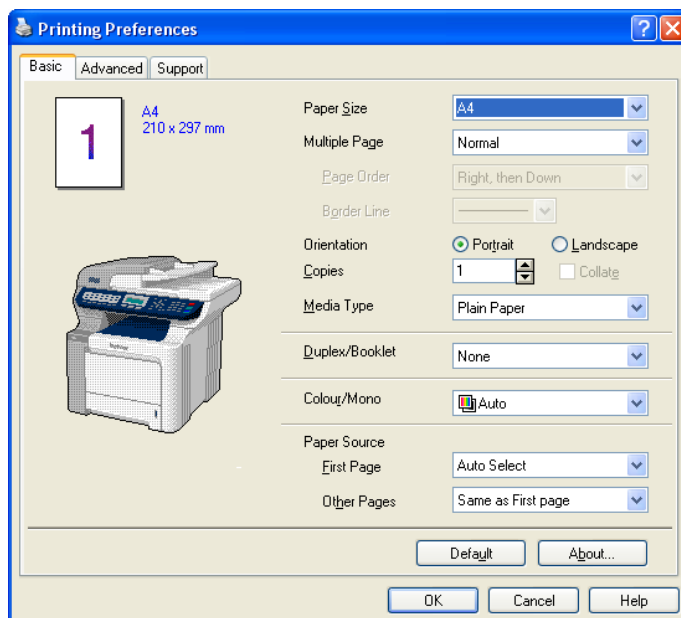 Printing Preferences
Basic
Advanced
Support
1
A4
210 x 297 mm
Paper Size
A4
Multiple Page
Normal
Page Order
Right, then Down
Border Line
Orientation
Portrait
Landscape
Copies
1
Collate
Media Type
Plain Paper
Duplex/Booklet
None
Colour/Mono
Auto
Paper Source
First Page
Auto Select
Other Pages
Same as First page
Default
About...
OK
Cancel
Help